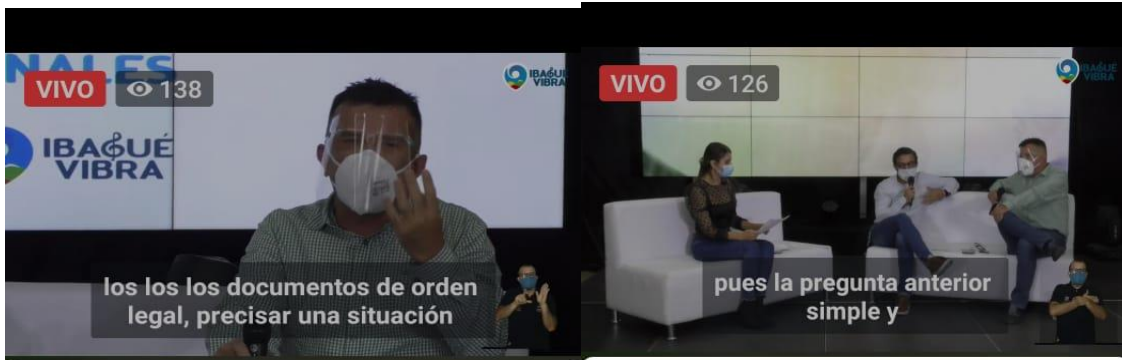 NALES
VIVO 138
IBAGUÉ
VIBRA
IBAGUÉ
VIBRA
los los los documentos de orden
legal, precisar una situación
VIVO 126
IBAGUÉ
VIBRA
pues la pregunta anterior
simple y